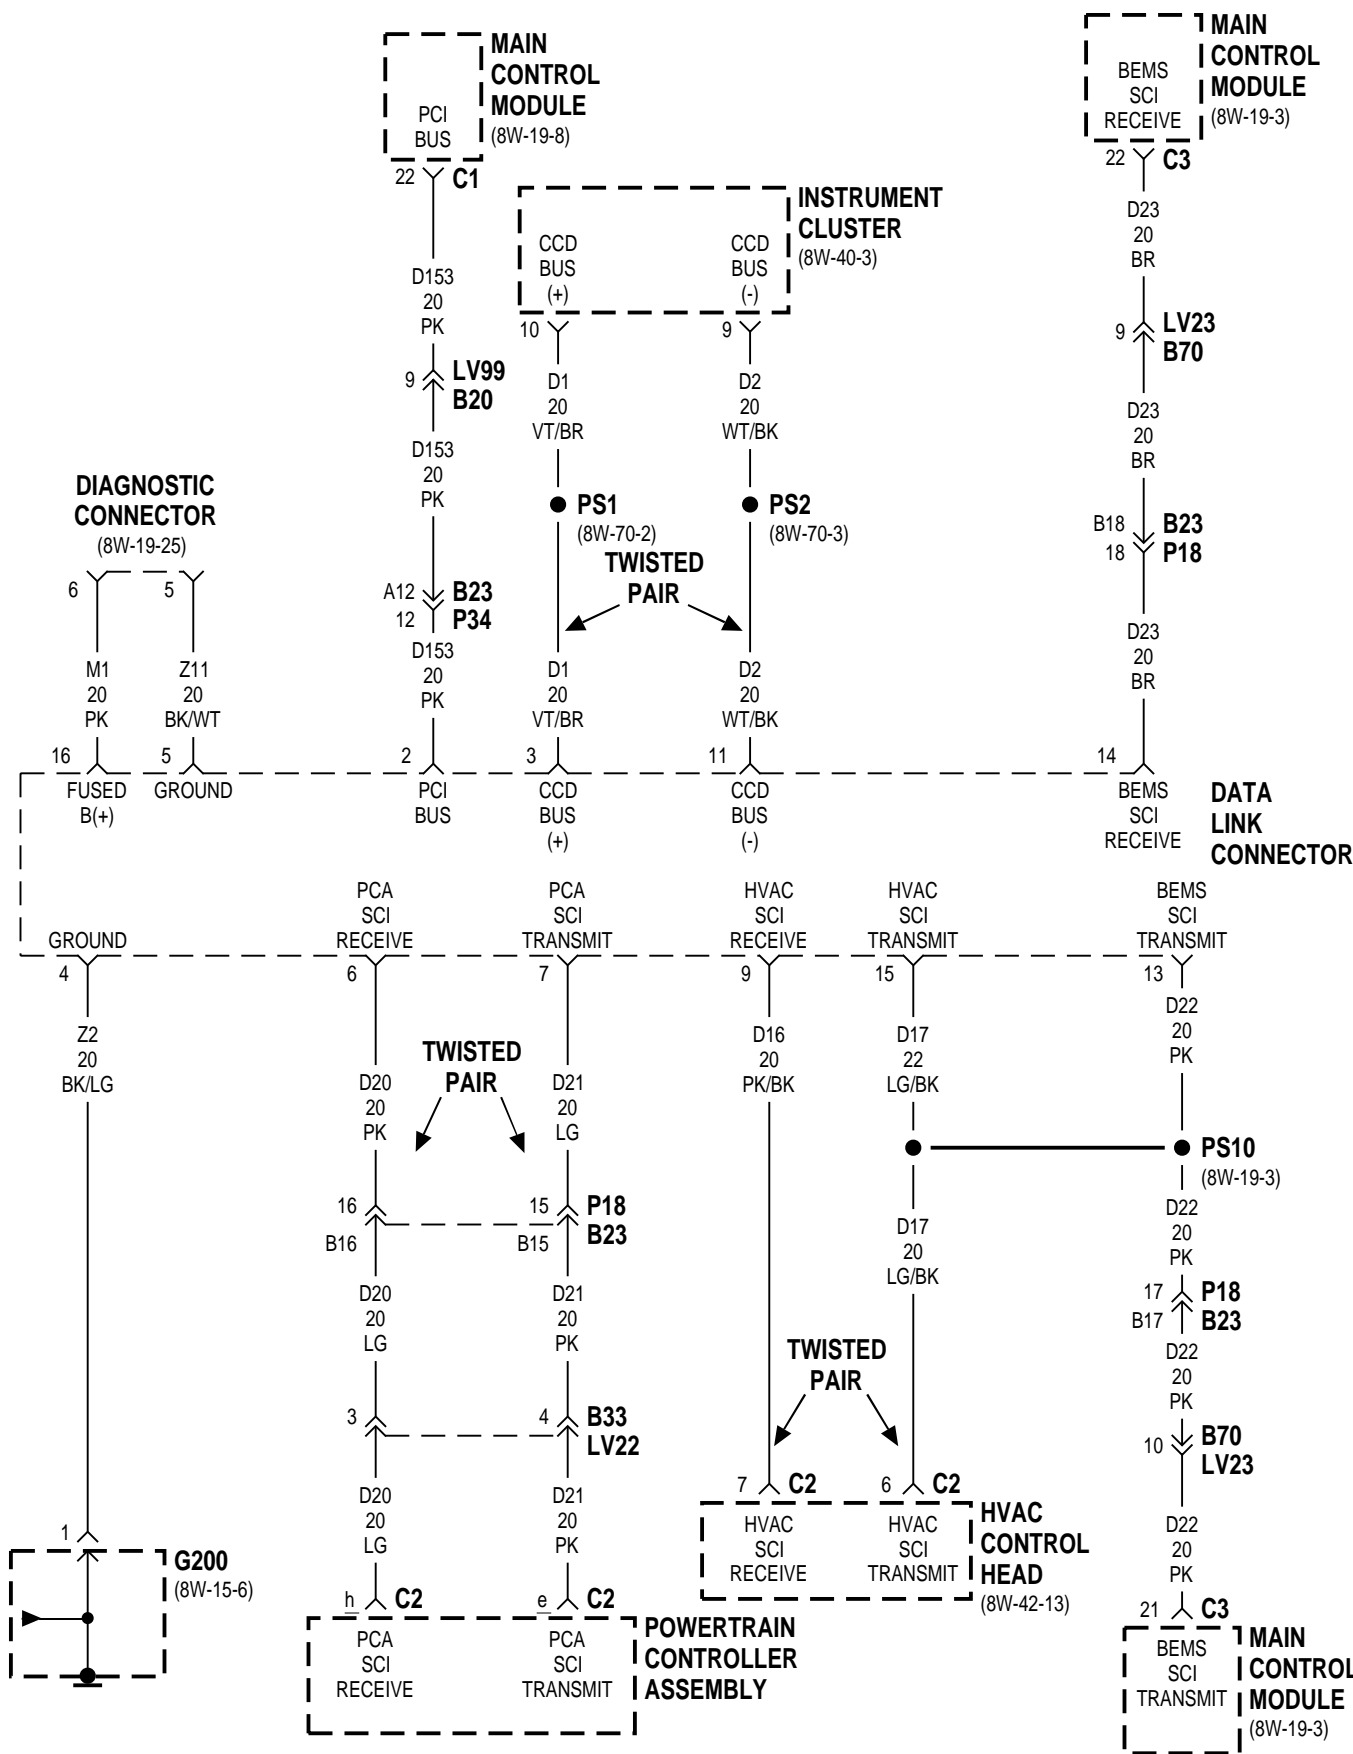 MAIN
CONTROL
MODULE
(8W-19-8)
PCI
BUS
22
C1
MAIN
CONTROL
MODULE
(8W-19-3)
BEMS
SCI
RECEIVE
22
C3
INSTRUMENT
CLUSTER
(8W-40-3)
CCD
BUS
(+)
CCD
BUS
(-)
10
9
D153
20
PK
9
LV99
B20
D153
20
PK
A12
B23
12
P34
D153
20
PK
D1
20
VT/BR
PS1
(8W-70-2)
D2
20
WT/BK
PS2
(8W-70-3)
TWISTED
PAIR
D1
20
VT/BR
D2
20
WT/BK
D23
20
BR
9
LV23
B70
D23
20
BR
B18
B23
18
P18
D23
20
BR
DIAGNOSTIC
CONNECTOR
(8W-19-25)
6
5
M1
20
PK
Z11
20
BK/WT
16
5
2
3
11
14
FUSED
B(+)
GROUND
PCI
BUS
CCD
BUS
(+)
CCD
BUS
(-)
BEMS
SCI
RECEIVE
DATA
LINK
CONNECTOR
GROUND
PCA
SCI
RECEIVE
PCA
SCI
TRANSMIT
HVAC
SCI
RECEIVE
HVAC
SCI
TRANSMIT
BEMS
SCI
TRANSMIT
4
6
7
9
15
13
Z2
20
BK/LG
D20
20
PK
TWISTED
PAIR
D21
20
LG
16
15
P18
B16
B15
B23
D20
20
LG
D21
20
PK
3
4
B33
LV22
D20
20
LG
D21
20
PK
h
C2
e
C2
PCA
SCI
RECEIVE
PCA
SCI
TRANSMIT
POWERTRAIN
CONTROLLER
ASSEMBLY
1
G200
(8W-15-6)
D16
20
PK/BK
D17
22
LG/BK
D17
20
LG/BK
TWISTED
PAIR
7
C2
6
C2
HVAC
SCI
RECEIVE
HVAC
SCI
TRANSMIT
HVAC
CONTROL
HEAD
(8W-42-13)
D22
20
PK
PS10
(8W-19-3)
D22
20
PK
17
P18
B17
B23
D22
20
PK
10
B70
LV23
D22
20
PK
21
C3
BEMS
SCI
TRANSMIT
MAIN
CONTROL
MODULE
(8W-19-3)